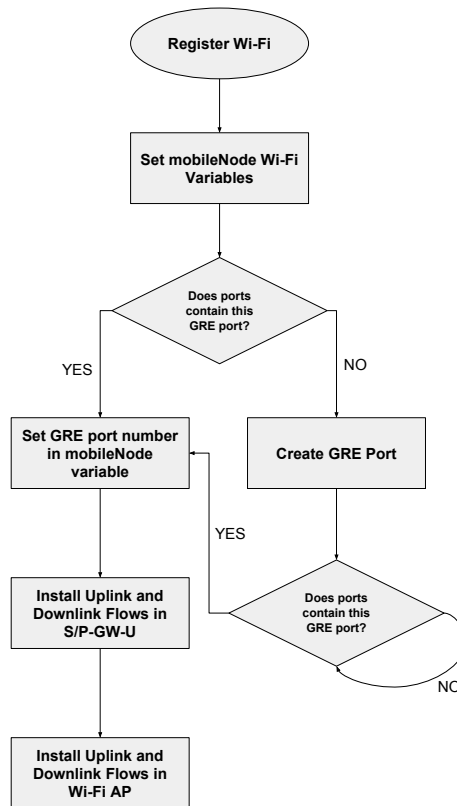 Register Wi-Fi
Set mobileNode Wi-Fi
Variables
Does ports
contain this
GRE port?
YES
NO
Set GRE port number
in mobileNode
variable
Create GRE Port
YES
Install Uplink and
Downlink Flows in
S/P-GW-U
Does ports
contain this
GRE port?
NO
Install Uplink and
Downlink Flows in
Wi-Fi AP